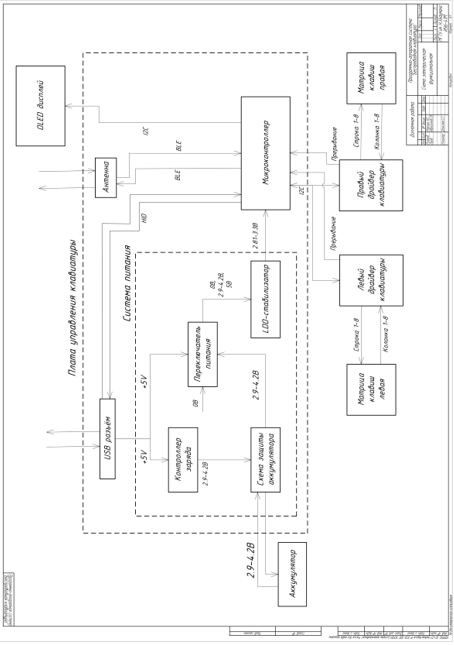 Плата управления клавиатуры
OLED дисплей
I2C
Антенна
BLE
BLE
HID
Микроконтроллер
I2C
2.81-3.3В
Прерывание
Прерывание
Система питания
USB разъём
+5V
+5V
Контроллер
заряда
2.9-4.2В
0В
Переключатель
питания
0В,
2.9-4.2В,
5В
LDO-стабилизатор
2.9-4.2В
Схема защиты
аккумулятора
2.9-4.2В
Аккумулятор
Правый
драйвер
клавиатуры
Строка 1-8
Колонка 1-8
Матрица
клавиш
правая
Левый
драйвер
клавиатуры
Строка 1-8
Колонка 1-8
Матрица
клавиш
левая
Дипломная работа
Схема электрическая
функциональная